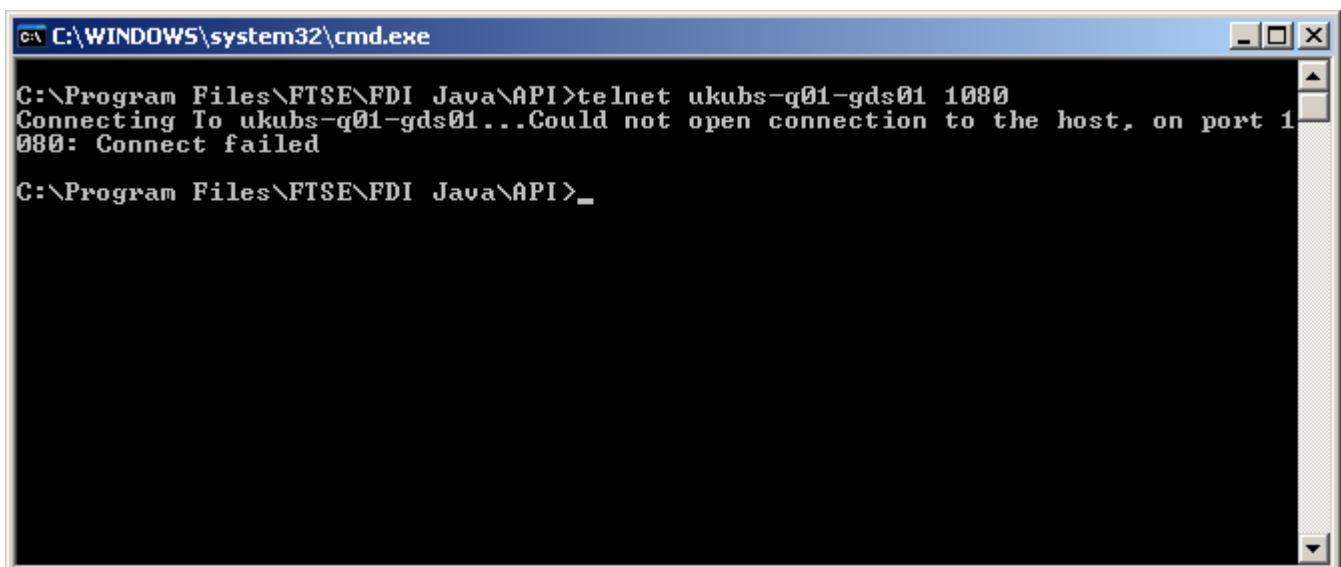 C:\WINDOWS\system32\cmd.exe
C:\Program Files\FTSE\FDI Java\API>telnet ukubs-q01-gds01 1080
Connecting To ukubs-q01-gds01...Could not open connection to the host, on port 1
080: Connect failed
C:\Program Files\FTSE\FDI Java\API>_